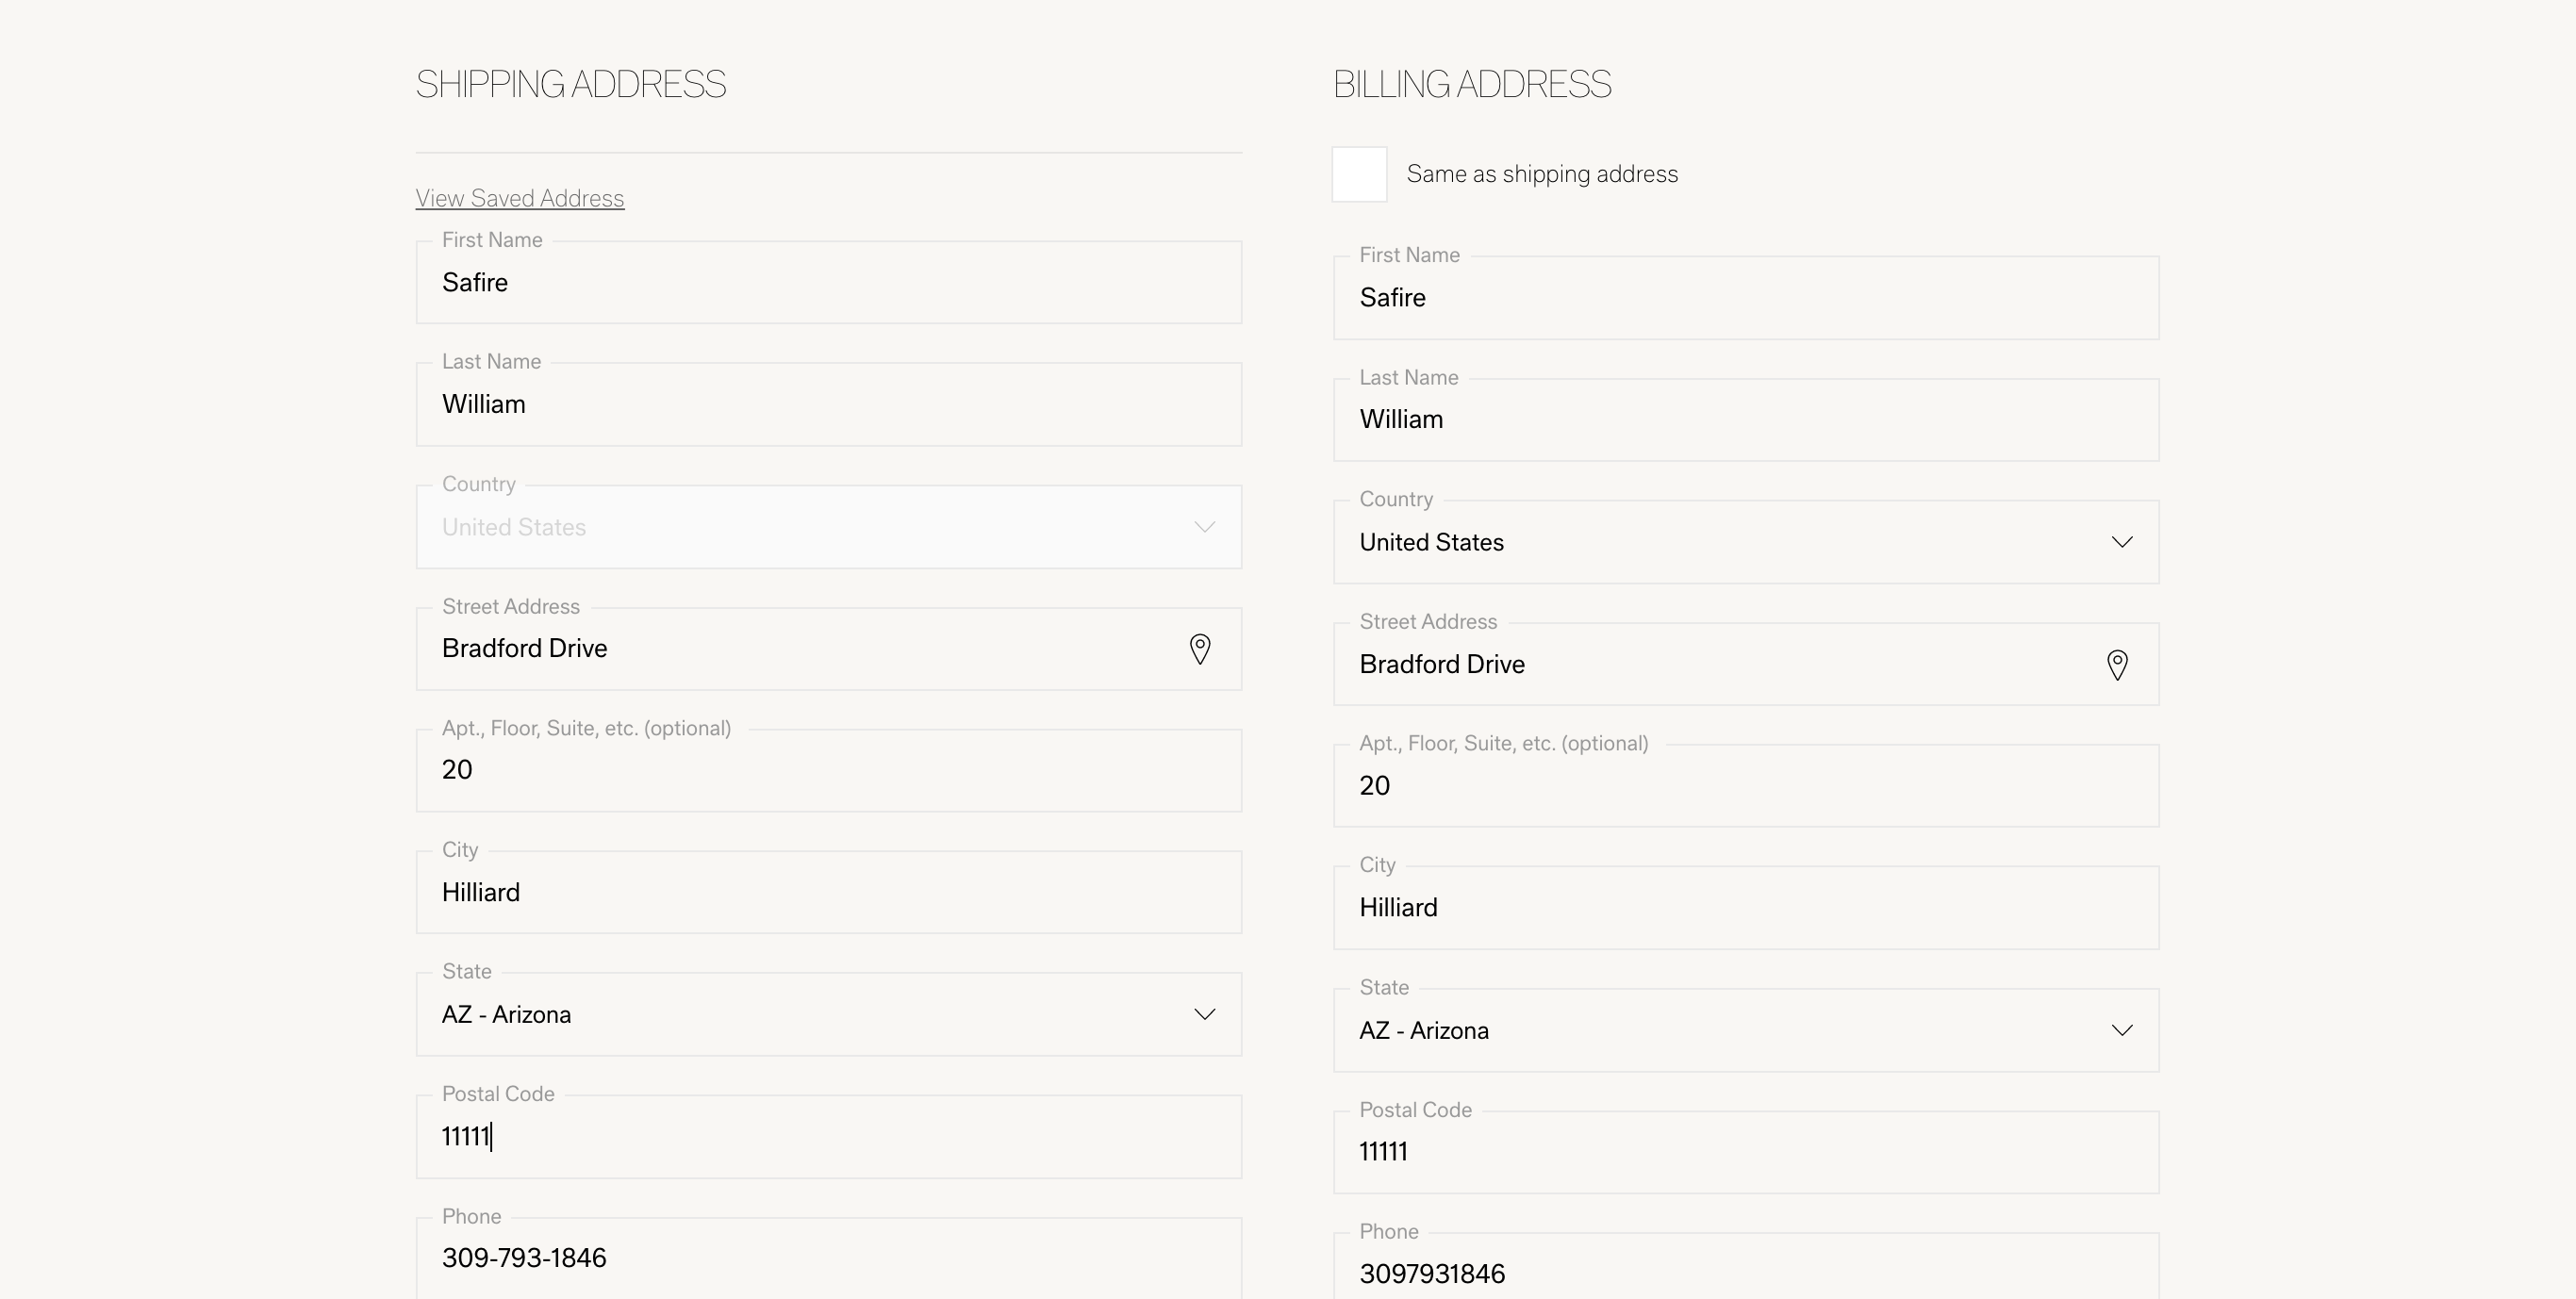 SHIPPING ADDRESS
View Saved Address
First Name
Safire
Last Name
William
Country
United States
Street Address
Bradford Drive
Apt., Floor, Suite, etc. (optional)
20
City
Hilliard
State
AZ - Arizona
Postal Code
11111
Phone
309-793-1846
BILLING ADDRESS
Same as shipping address
First Name
Safire
Last Name
William
Country
United States
Street Address
Bradford Drive
Apt., Floor, Suite, etc. (optional)
20
City
Hilliard
State
AZ - Arizona
Postal Code
11111
Phone
3097931846